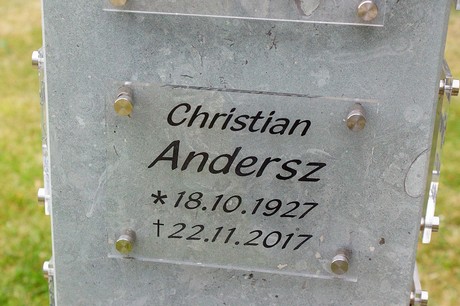 Christian
Andersz
*18.10.1927
†22.11.2017